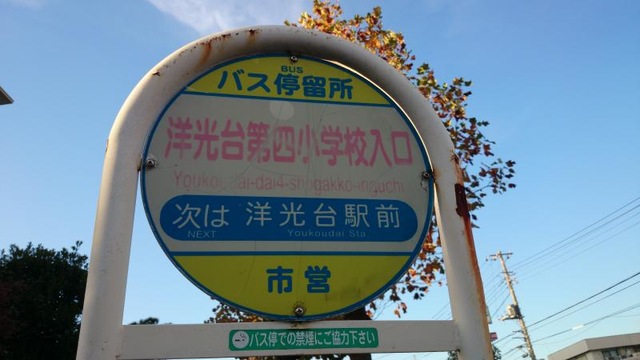 BUS
バス停留所
洋光台第四小学校入口
Youkoudai-dai4-shogakko-iriguchi
次は 洋光台駅前
NEXT Youkoudai Sta.
市営
バス停での禁煙にご協力下さい